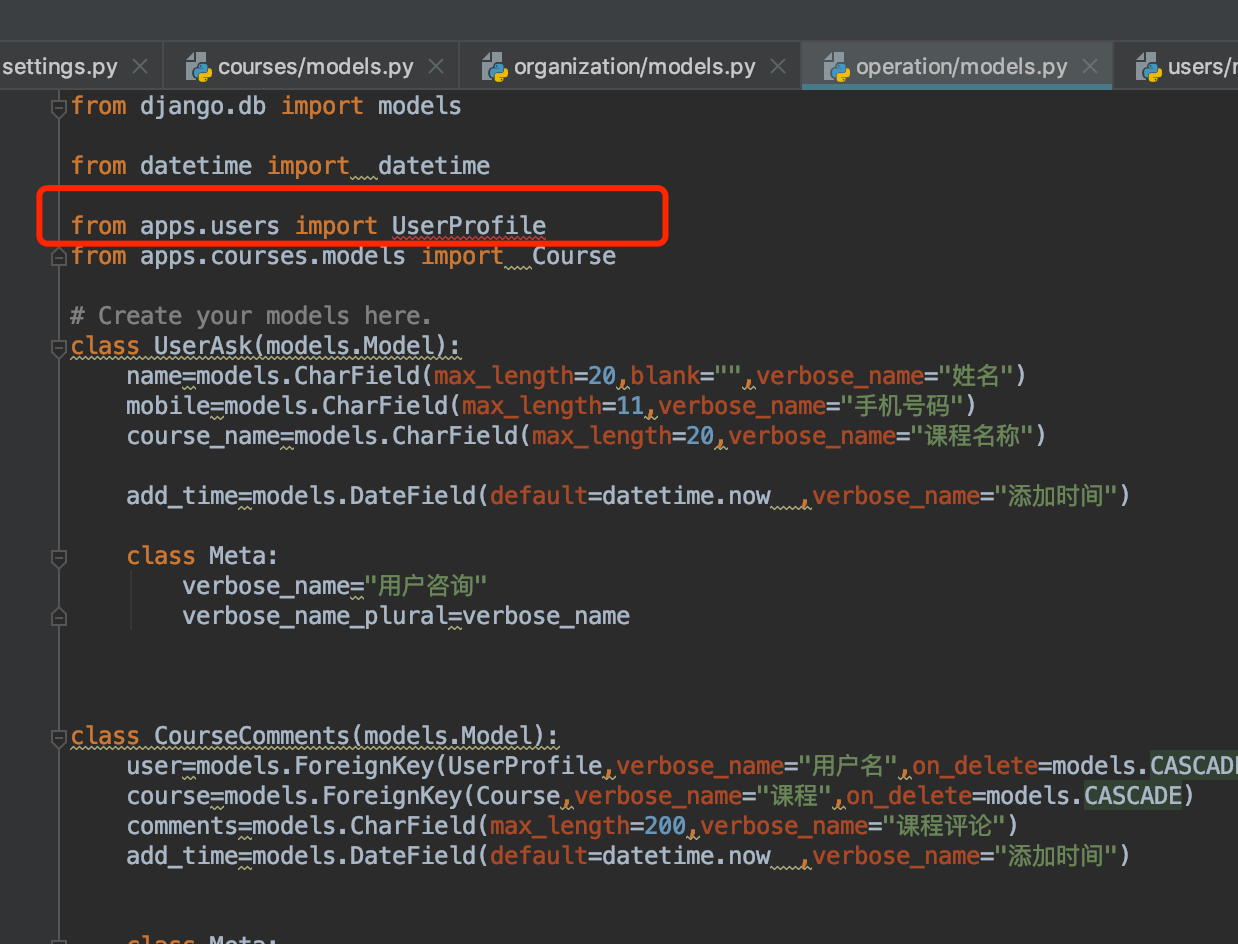 settings.py courses/models.py organization/models.py operation/models.py users/
from django.db import models
from datetime import  datetime
from apps.users import UserProfile
from apps.courses.models import  Course
# Create your models here.
class UserAsk(models.Model):
name=models.CharField(max_length=20,blank="",verbose_name="姓名")
mobile=models.CharField(max_length=11,verbose_name="手机号码")
course_name=models.CharField(max_length=20,verbose_name="课程名称")
add_time=models.DateField(default=datetime.now  ,verbose_name="添加时间")
class Meta:
verbose_name="用户咨询"
verbose_name_plural=verbose_name
class CourseComments(models.Model):
user=models.ForeignKey(UserProfile,verbose_name="用户名",on_delete=models.CASCAD
course=models.ForeignKey(Course,verbose_name="课程",on_delete=models.CASCADE)
comments=models.CharField(max_length=200,verbose_name="课程评论")
add_time=models.DateField(default=datetime.now  ,verbose_name="添加时间")
class Meta: